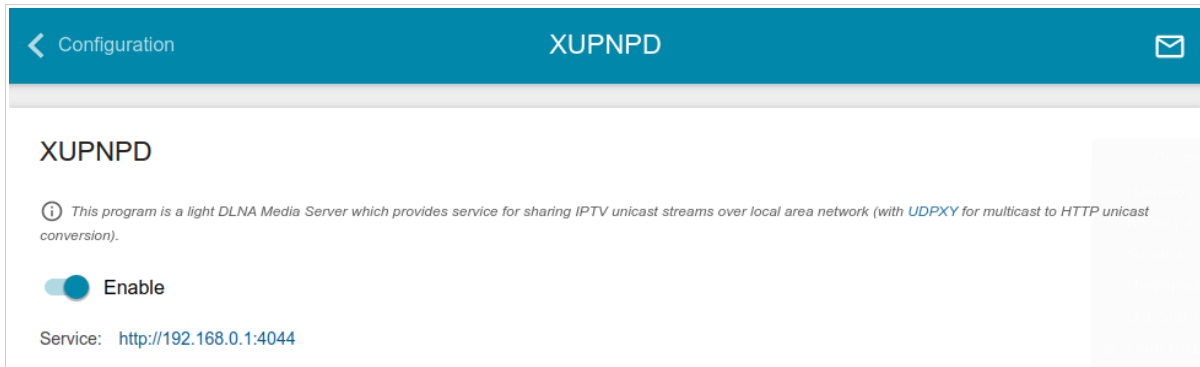 Configuration
XUPNPD
XUPNPD
This program is a light DLNA Media Server which provides service for sharing IPTV unicast streams over local area network (with UDPXY for multicast to HTTP unicast
conversion).
Enable
Service: http://192.168.0.1:4044